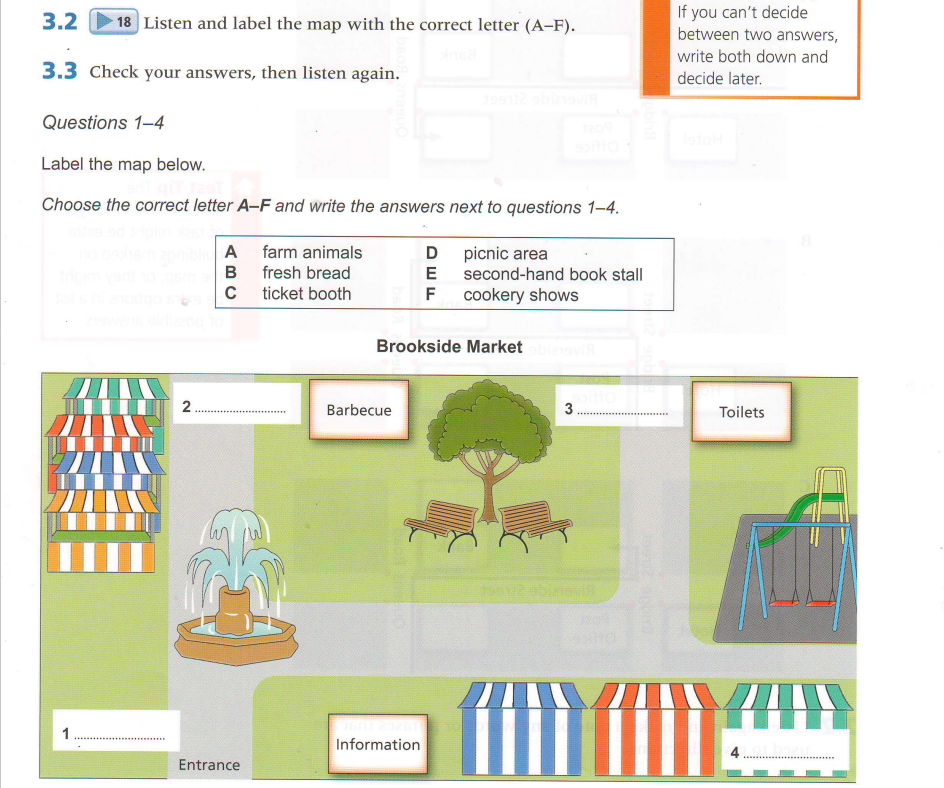 3.2 18 Listen and label the map with the correct letter (A–F).
3.3 Check your answers, then listen again.
If you can't decide
between two answers,
write both down and
decide later.
Questions 1–4
Label the map below.
Choose the correct letter A–F and write the answers next to questions 1–4.
A farm animals D picnic area
B fresh bread E second-hand book stall
C ticket booth F cookery shows
Brookside Market
2 ............................
Barbecue
3 ............................
Toilets
1 ............................
Entrance
Information
4 ............................